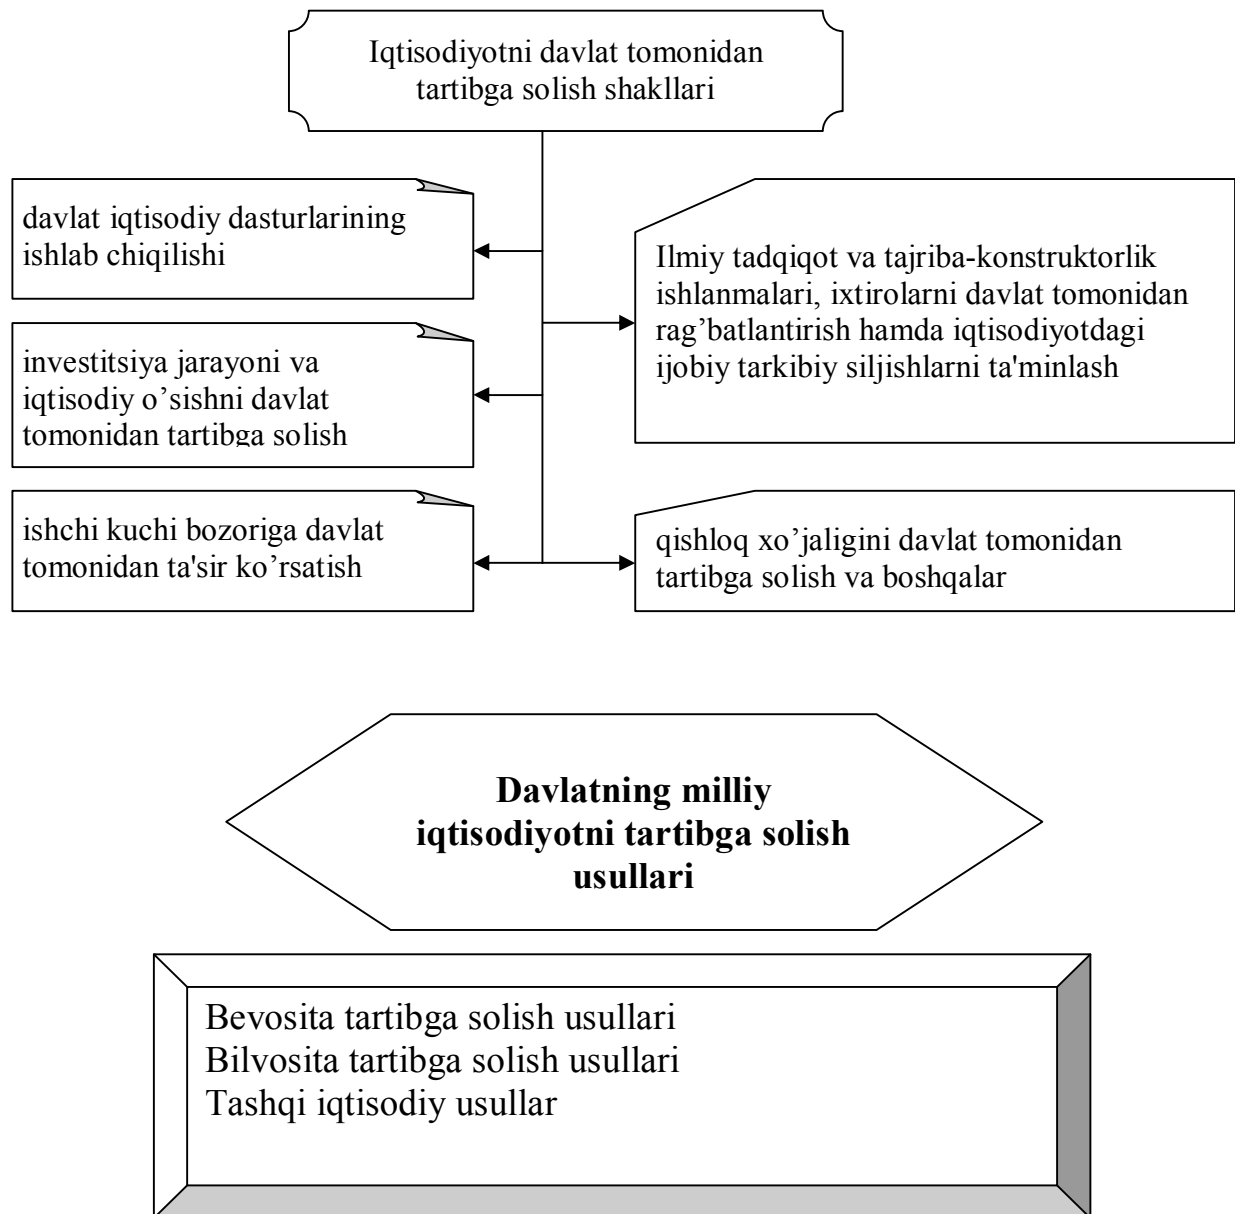 Iqtisodiyotni davlat tomonidan
tartibga solish shakllari
davlat iqtisodiy dasturlarining
ishlab chiqilishi
Ilmiy tadqiqot va tajriba-konstruktorlik
ishlanmalari, ixtirolarni davlat tomonidan
rag’batlantirish hamda iqtisodiyotdagi
ijobiy tarkibiy siljishlarni ta'minlash
investitsiya jarayoni va
iqtisodiy o’sishni davlat
tomonidan tartibga solish
ishchi kuchi bozoriga davlat
tomonidan ta'sir ko’rsatish
qishloq xo’jaligini davlat tomonidan
tartibga solish va boshqalar
Davlatning milliy
iqtisodiyotni tartibga solish
usullari
Bevosita tartibga solish usullari
Bilvosita tartibga solish usullari
Tashqi iqtisodiy usullar